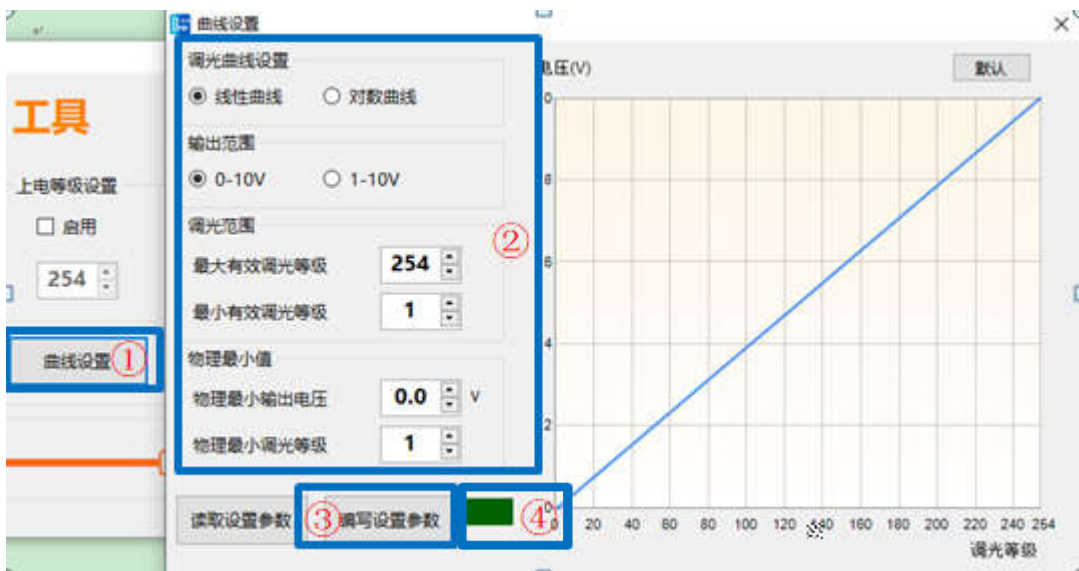 曲线设置
工具
上电等级设置
启用
254
曲线设置 ①
调光曲线设置
线性曲线 对数曲线
输出范围
0-10V 1-10V
调光范围
②
最大有效调光等级 254
最小有效调光等级 1
物理最小值
物理最小输出电压 0.0 V
物理最小调光等级 1
读取设置参数 ③ 编写设置参数 ④
电压(V) 默认
0
8
6
4
2
0
20 40 60 80 100 120 140 160 180 200 220 240 254
调光等级